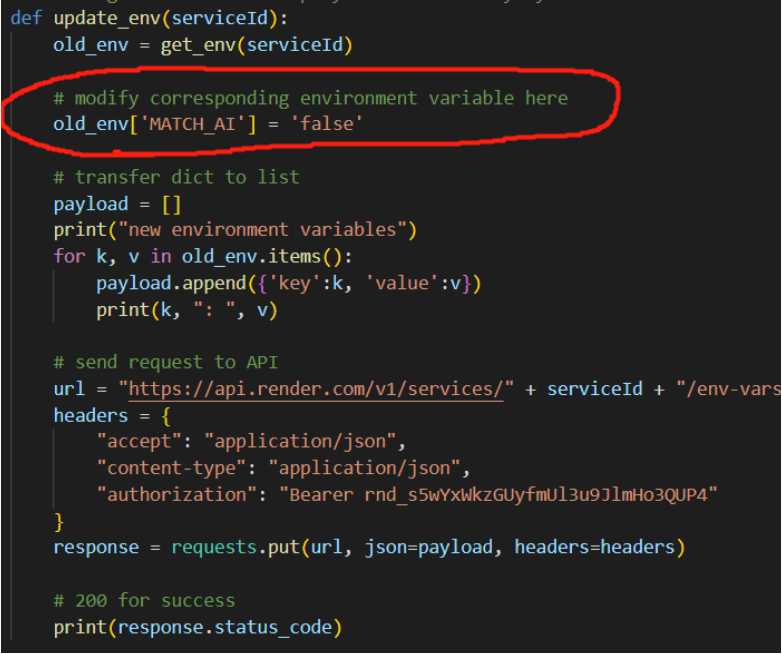 def update_env(serviceId):
    old_env = get_env(serviceId)
    # modify corresponding environment variable here
    old_env['MATCH_AI'] = 'false'
    # transfer dict to list
    payload = []
    print("new environment variables")
    for k, v in old_env.items():
        payload.append({'key':k, 'value':v})
        print(k, ": ", v)
    # send request to API
    url = "https://api.render.com/v1/services/" + serviceId + "/env-vars
    headers = {
        "accept": "application/json",
        "content-type": "application/json",
        "authorization": "Bearer rnd_s5wYxWkzGUyfmUl3u9JlmHo3QUP4"
    }
    response = requests.put(url, json=payload, headers=headers)
    # 200 for success
    print(response.status_code)